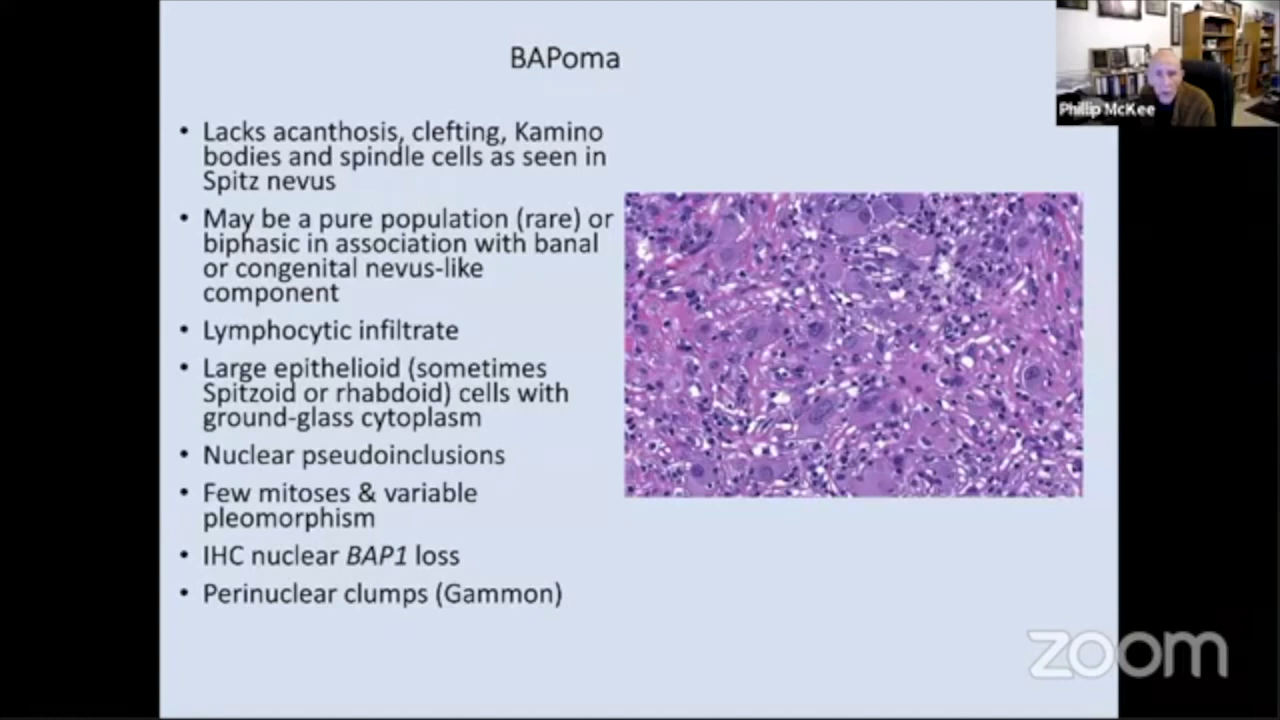 BAPoma
Phillip McKee
• Lacks acanthosis, clefting, Kamino
bodies and spindle cells as seen in
Spitz nevus
• May be a pure population (rare) or
biphasic in association with banal
or congenital nevus-like
component
• Lymphocytic infiltrate
• Large epithelioid (sometimes
Spitzoid or rhabdoid) cells with
ground-glass cytoplasm
• Nuclear pseudoinclusions
• Few mitoses & variable
pleomorphism
• IHC nuclear BAP1 loss
• Perinuclear clumps (Gammon)
zoom